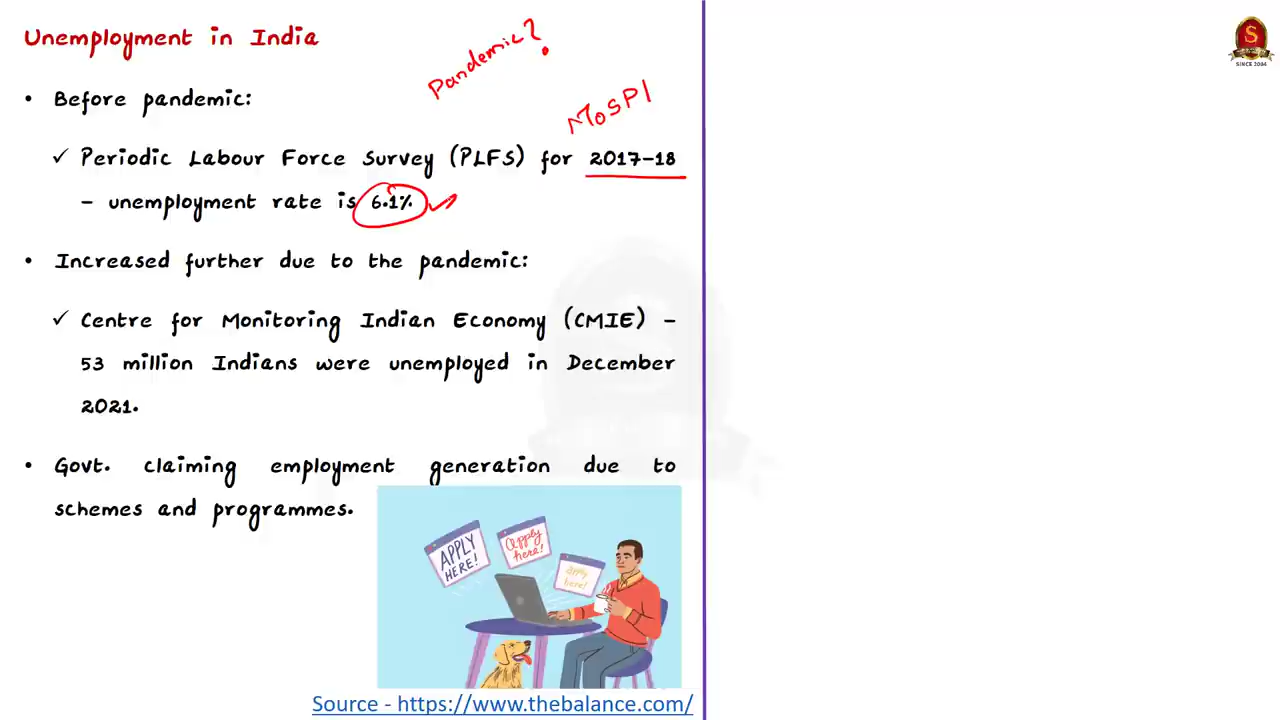 Unemployment in India
Pandemic?
• Before pandemic:
MoSPI
✓ Periodic Labour Force Survey (PLFS) for 2017-18
- unemployment rate is 6.1%
• Increased further due to the pandemic:
✓ Centre for Monitoring Indian Economy (CMIE) -
53 million Indians were unemployed in December
2021.
• Govt. claiming employment generation due to
schemes and programmes.
APPLY
HERE!
apply
here!
apply
here!
Source - https://www.thebalance.com/
S
SINCE 2004